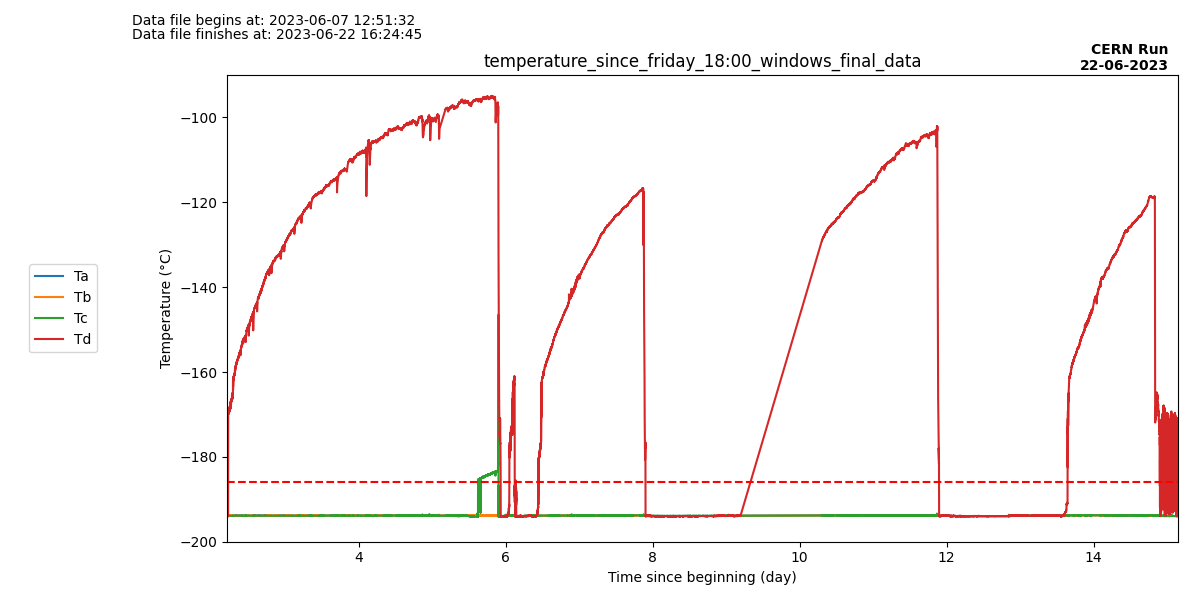 Data file begins at: 2023-06-07 12:51:32
Data file finishes at: 2023-06-22 16:24:45
CERN Run
22-06-2023
temperature_since_friday_18:00_windows_final_data
Temperature (°C)
−100
−120
−140
−160
−180
−200
4
6
8
10
12
14
Time since beginning (day)
Ta
Tb
Tc
Td